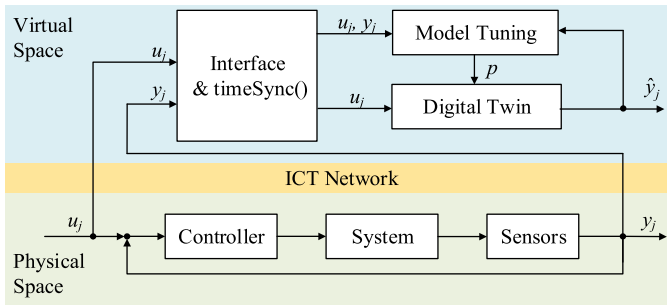 Virtual
Space
u_j
y_j
Interface
& timeSync()
u_j, y_j
u_j
Model Tuning
p
Digital Twin
ŷ_j
ICT Network
u_j
Controller
System
Sensors
y_j
Physical
Space